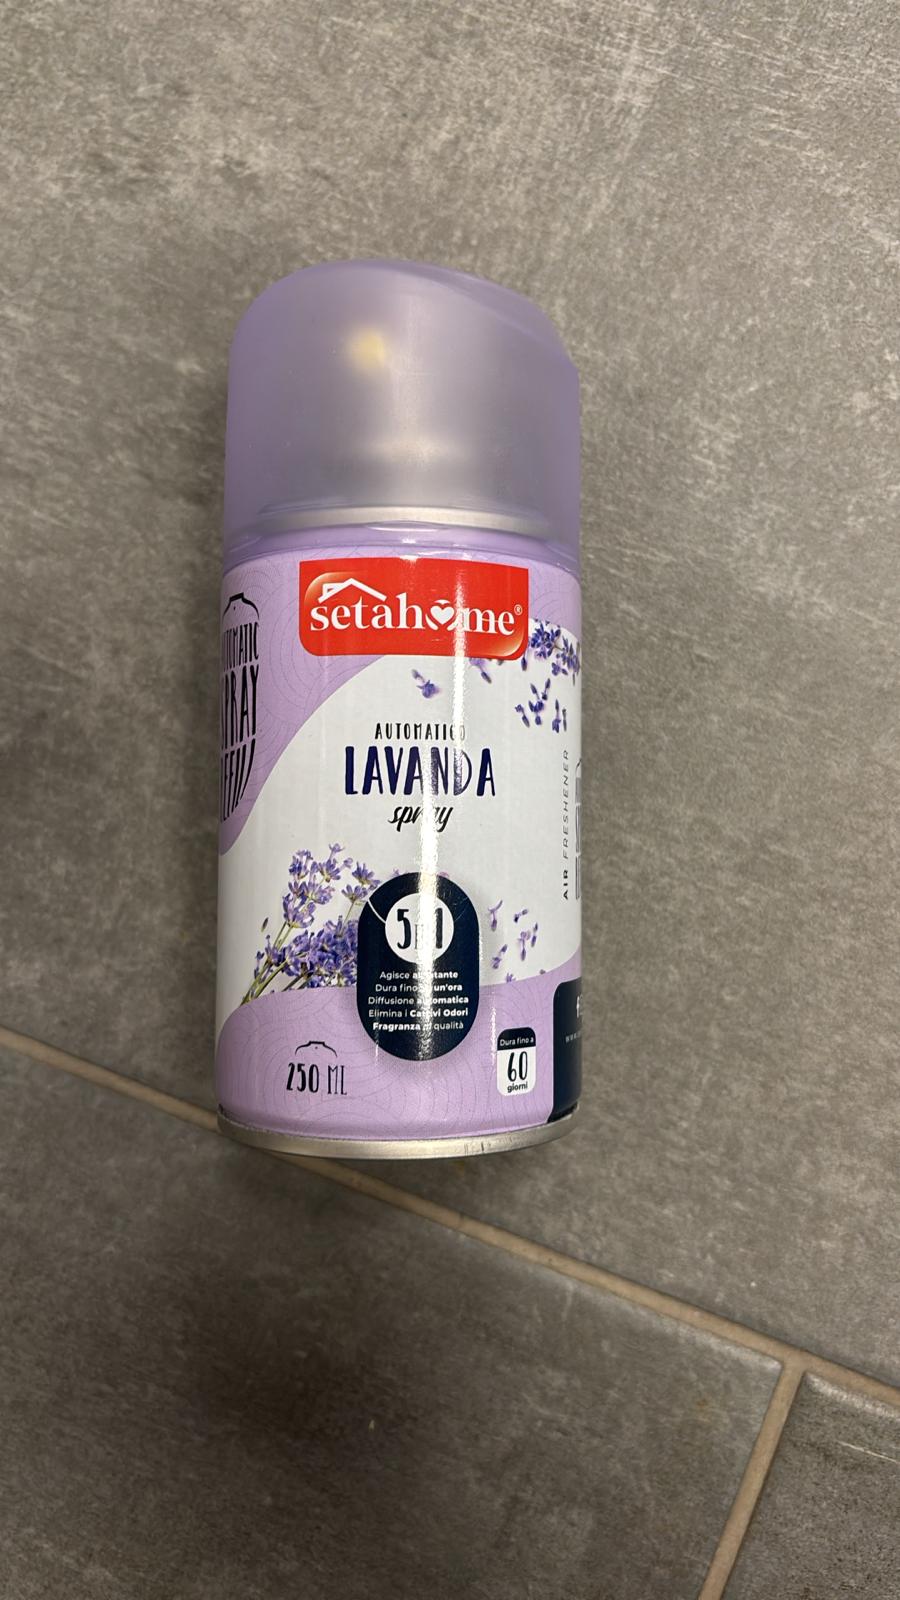 setahome®
AUTOMATIC
SPRAY
AUTOMATICO
LAVANDA
spray
AIR FRESHENER
5in1
Agisce all'istante
Dura fino a un'ora
Diffusione automatica
Elimina i Cattivi Odori
Fragranza di qualità
250 ML
Dura fino a
60
giorni